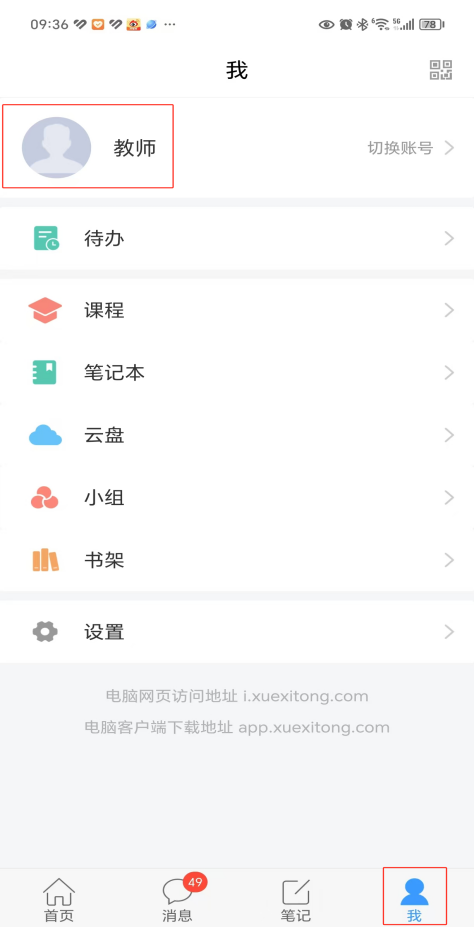 09:36 6 5G 78
我
教师 切换账号
待办
课程
笔记本
云盘
小组
书架
设置
电脑网页访问地址 i.xuexitong.com
电脑客户端下载地址 app.xuexitong.com
49
首页 消息 笔记 我